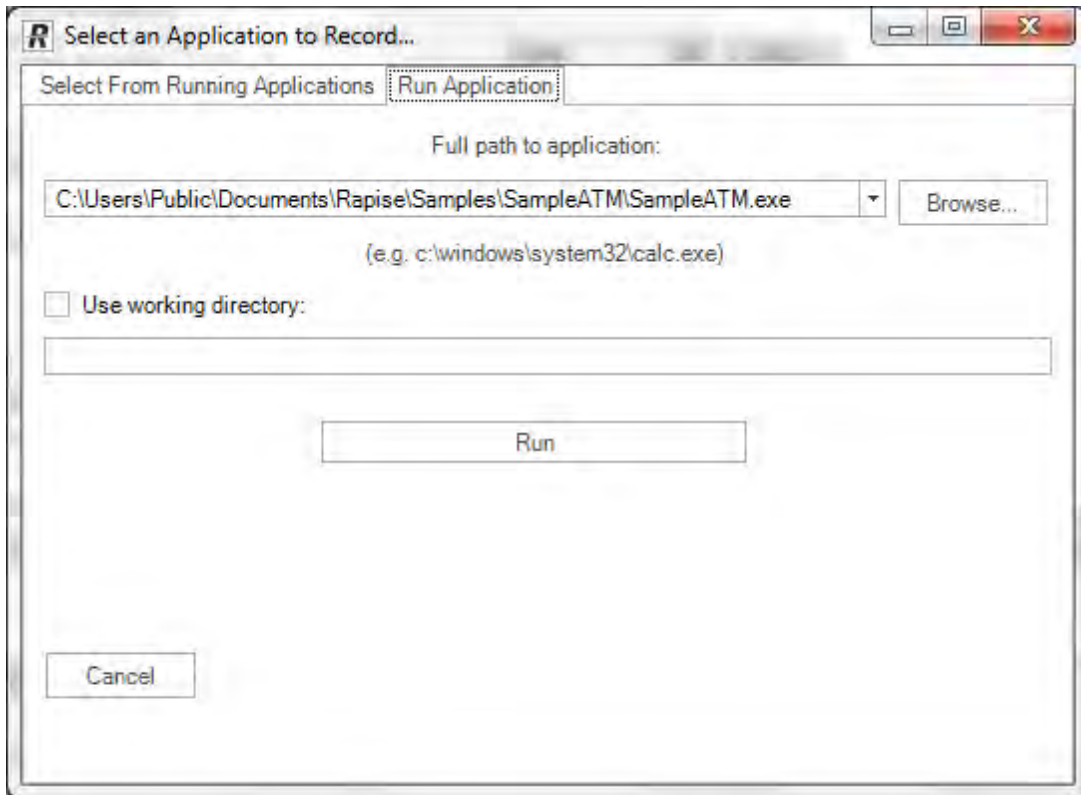 R Select an Application to Record...
Select From Running Applications Run Application
Full path to application:
C:\Users\Public\Documents\Rapise\Samples\SampleATM\SampleATM.exe Browse...
(e.g. c:\windows\system32\calc.exe)
Use working directory:
Run
Cancel